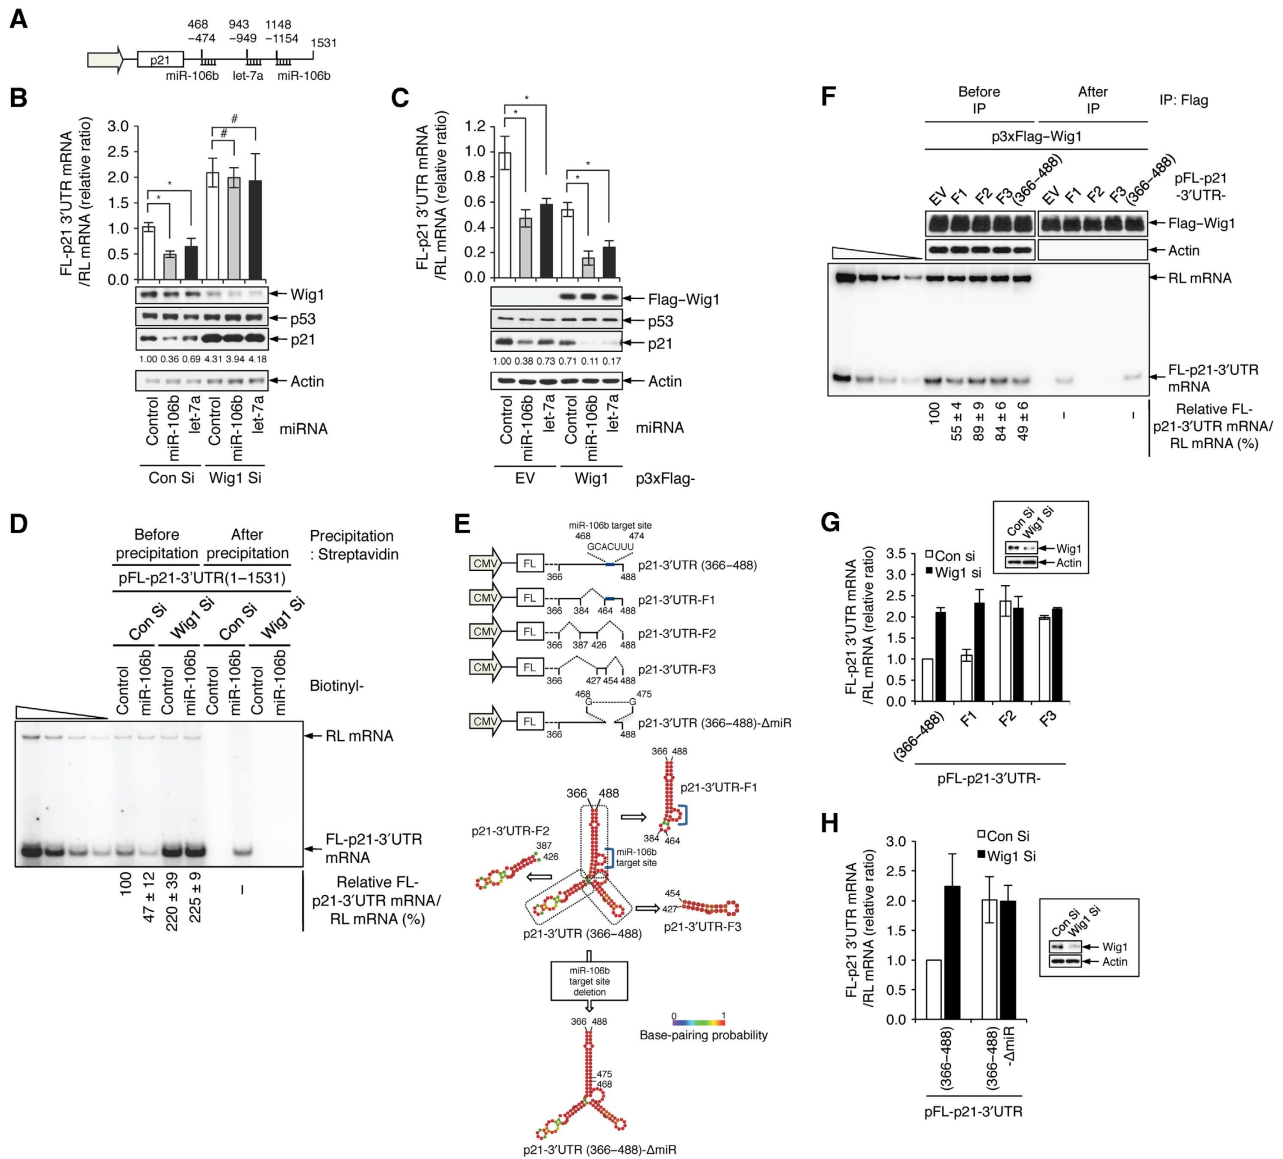 A
468
−474
943
−949
1148
−1154
1531
p21
miR-106b
let-7a
miR-106b
B
FL-p21 3′UTR mRNA
/RL mRNA (relative ratio)
3.0
2.5
2.0
1.5
1.0
0.5
0.0
*
*
#
#
Wig1
p53
p21
1.00 0.36 0.69 4.31 3.94 4.18
Actin
Control
miR-106b
let-7a
Control
miR-106b
let-7a
miRNA
Con Si
Wig1 Si
C
FL-p21 3′UTR mRNA
/RL mRNA (relative ratio)
1.2
1.0
0.8
0.6
0.4
0.2
0.0
*
*
*
*
Flag–Wig1
p53
p21
1.00 0.38 0.73 0.71 0.11 0.17
Actin
Control
miR-106b
let-7a
Control
miR-106b
let-7a
miRNA
EV
Wig1
p3xFlag-
F
Before
IP
After
IP
IP: Flag
p3xFlag–Wig1
EV
F1
F2
F3
(366–488)
EV
F1
F2
F3
(366–488)
pFL-p21
-3′UTR-
Flag–Wig1
Actin
RL mRNA
FL-p21-3′UTR
mRNA
100
55 ± 4
89 ± 9
84 ± 6
49 ± 6
–
–
Relative FL-
p21-3′UTR mRNA/
RL mRNA (%)
D
Before
precipitation
After
precipitation
Precipitation
: Streptavidin
pFL-p21-3′UTR(1–1531)
Con Si
Wig1 Si
Con Si
Wig1 Si
Control
miR-106b
Control
miR-106b
Control
miR-106b
Control
miR-106b
Biotinyl-
RL mRNA
FL-p21-3′UTR
mRNA
100
47 ± 12
220 ± 39
225 ± 9
–
Relative FL-
p21-3′UTR mRNA/
RL mRNA (%)
E
miR-106b target site
468 474
GCACUUU
CMV FL
366 488
p21-3′UTR (366–488)
CMV FL
366 384 464 488
p21-3′UTR-F1
CMV FL
366 387 426 488
p21-3′UTR-F2
CMV FL
366 427 454 488
p21-3′UTR-F3
468 475
G G
CMV FL
366 488
p21-3′UTR (366–488)-ΔmiR
366 488
p21-3′UTR-F1
384 464
366 488
p21-3′UTR-F2
387
426
miR-106b
target site
454
427
p21-3′UTR-F3
p21-3′UTR (366–488)
miR-106b
target site
deletion
0 1
Base-pairing probability
366 488
475
468
p21-3′UTR (366–488)-ΔmiR
G
FL-p21 3′UTR mRNA
/RL mRNA (relative ratio)
3.5
3.0
2.5
2.0
1.5
1.0
0.5
0.0
Con si
Wig1 si
Con Si
Wig1 Si
Wig1
Actin
(366–488)
F1
F2
F3
pFL-p21-3′UTR-
H
FL-p21 3′UTR mRNA
/RL mRNA (relative ratio)
3.0
2.5
2.0
1.5
1.0
0.5
0.0
Con Si
Wig1 Si
Con Si
Wig1 Si
Wig1
Actin
(366–488)
(366–488)
-ΔmiR
pFL-p21-3′UTR